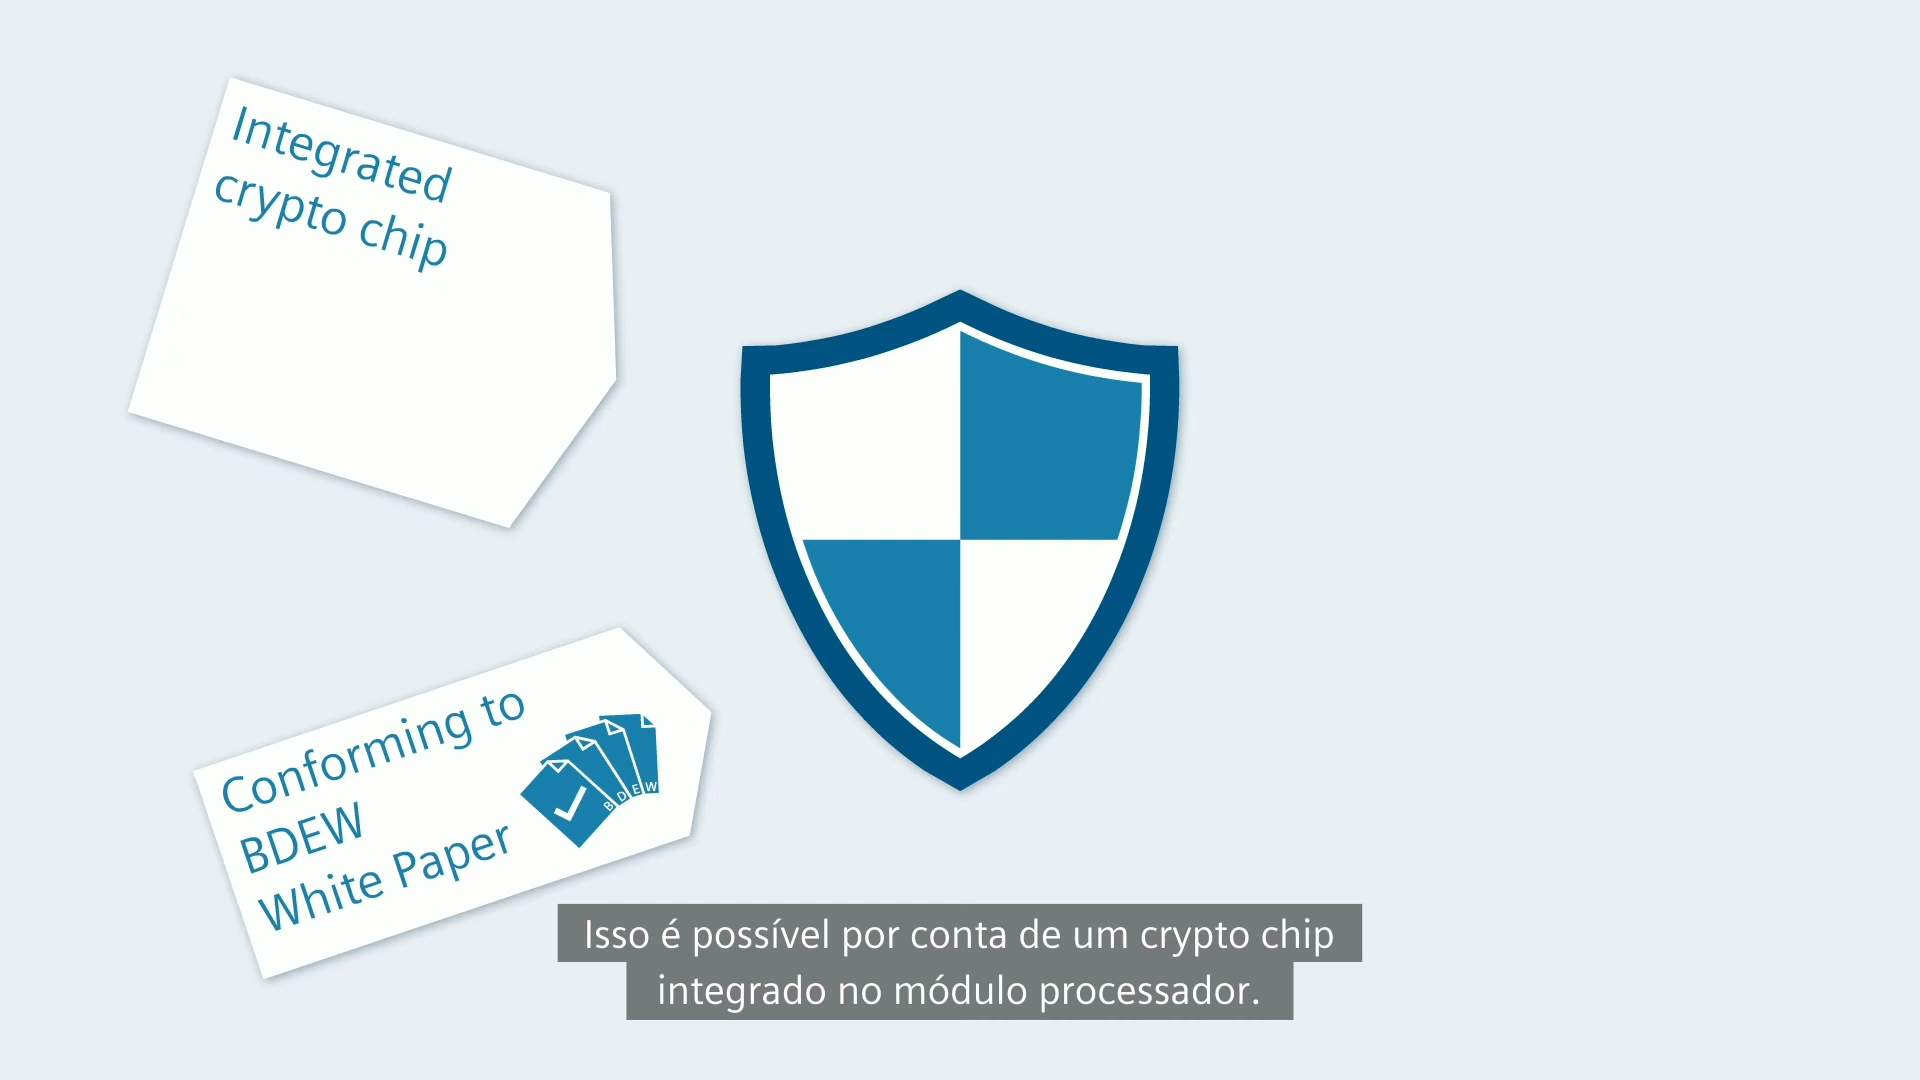 Integrated
crypto chip
Conforming to
BDEW
White Paper
B D E W
Isso é possível por conta de um crypto chip
integrado no módulo processador.